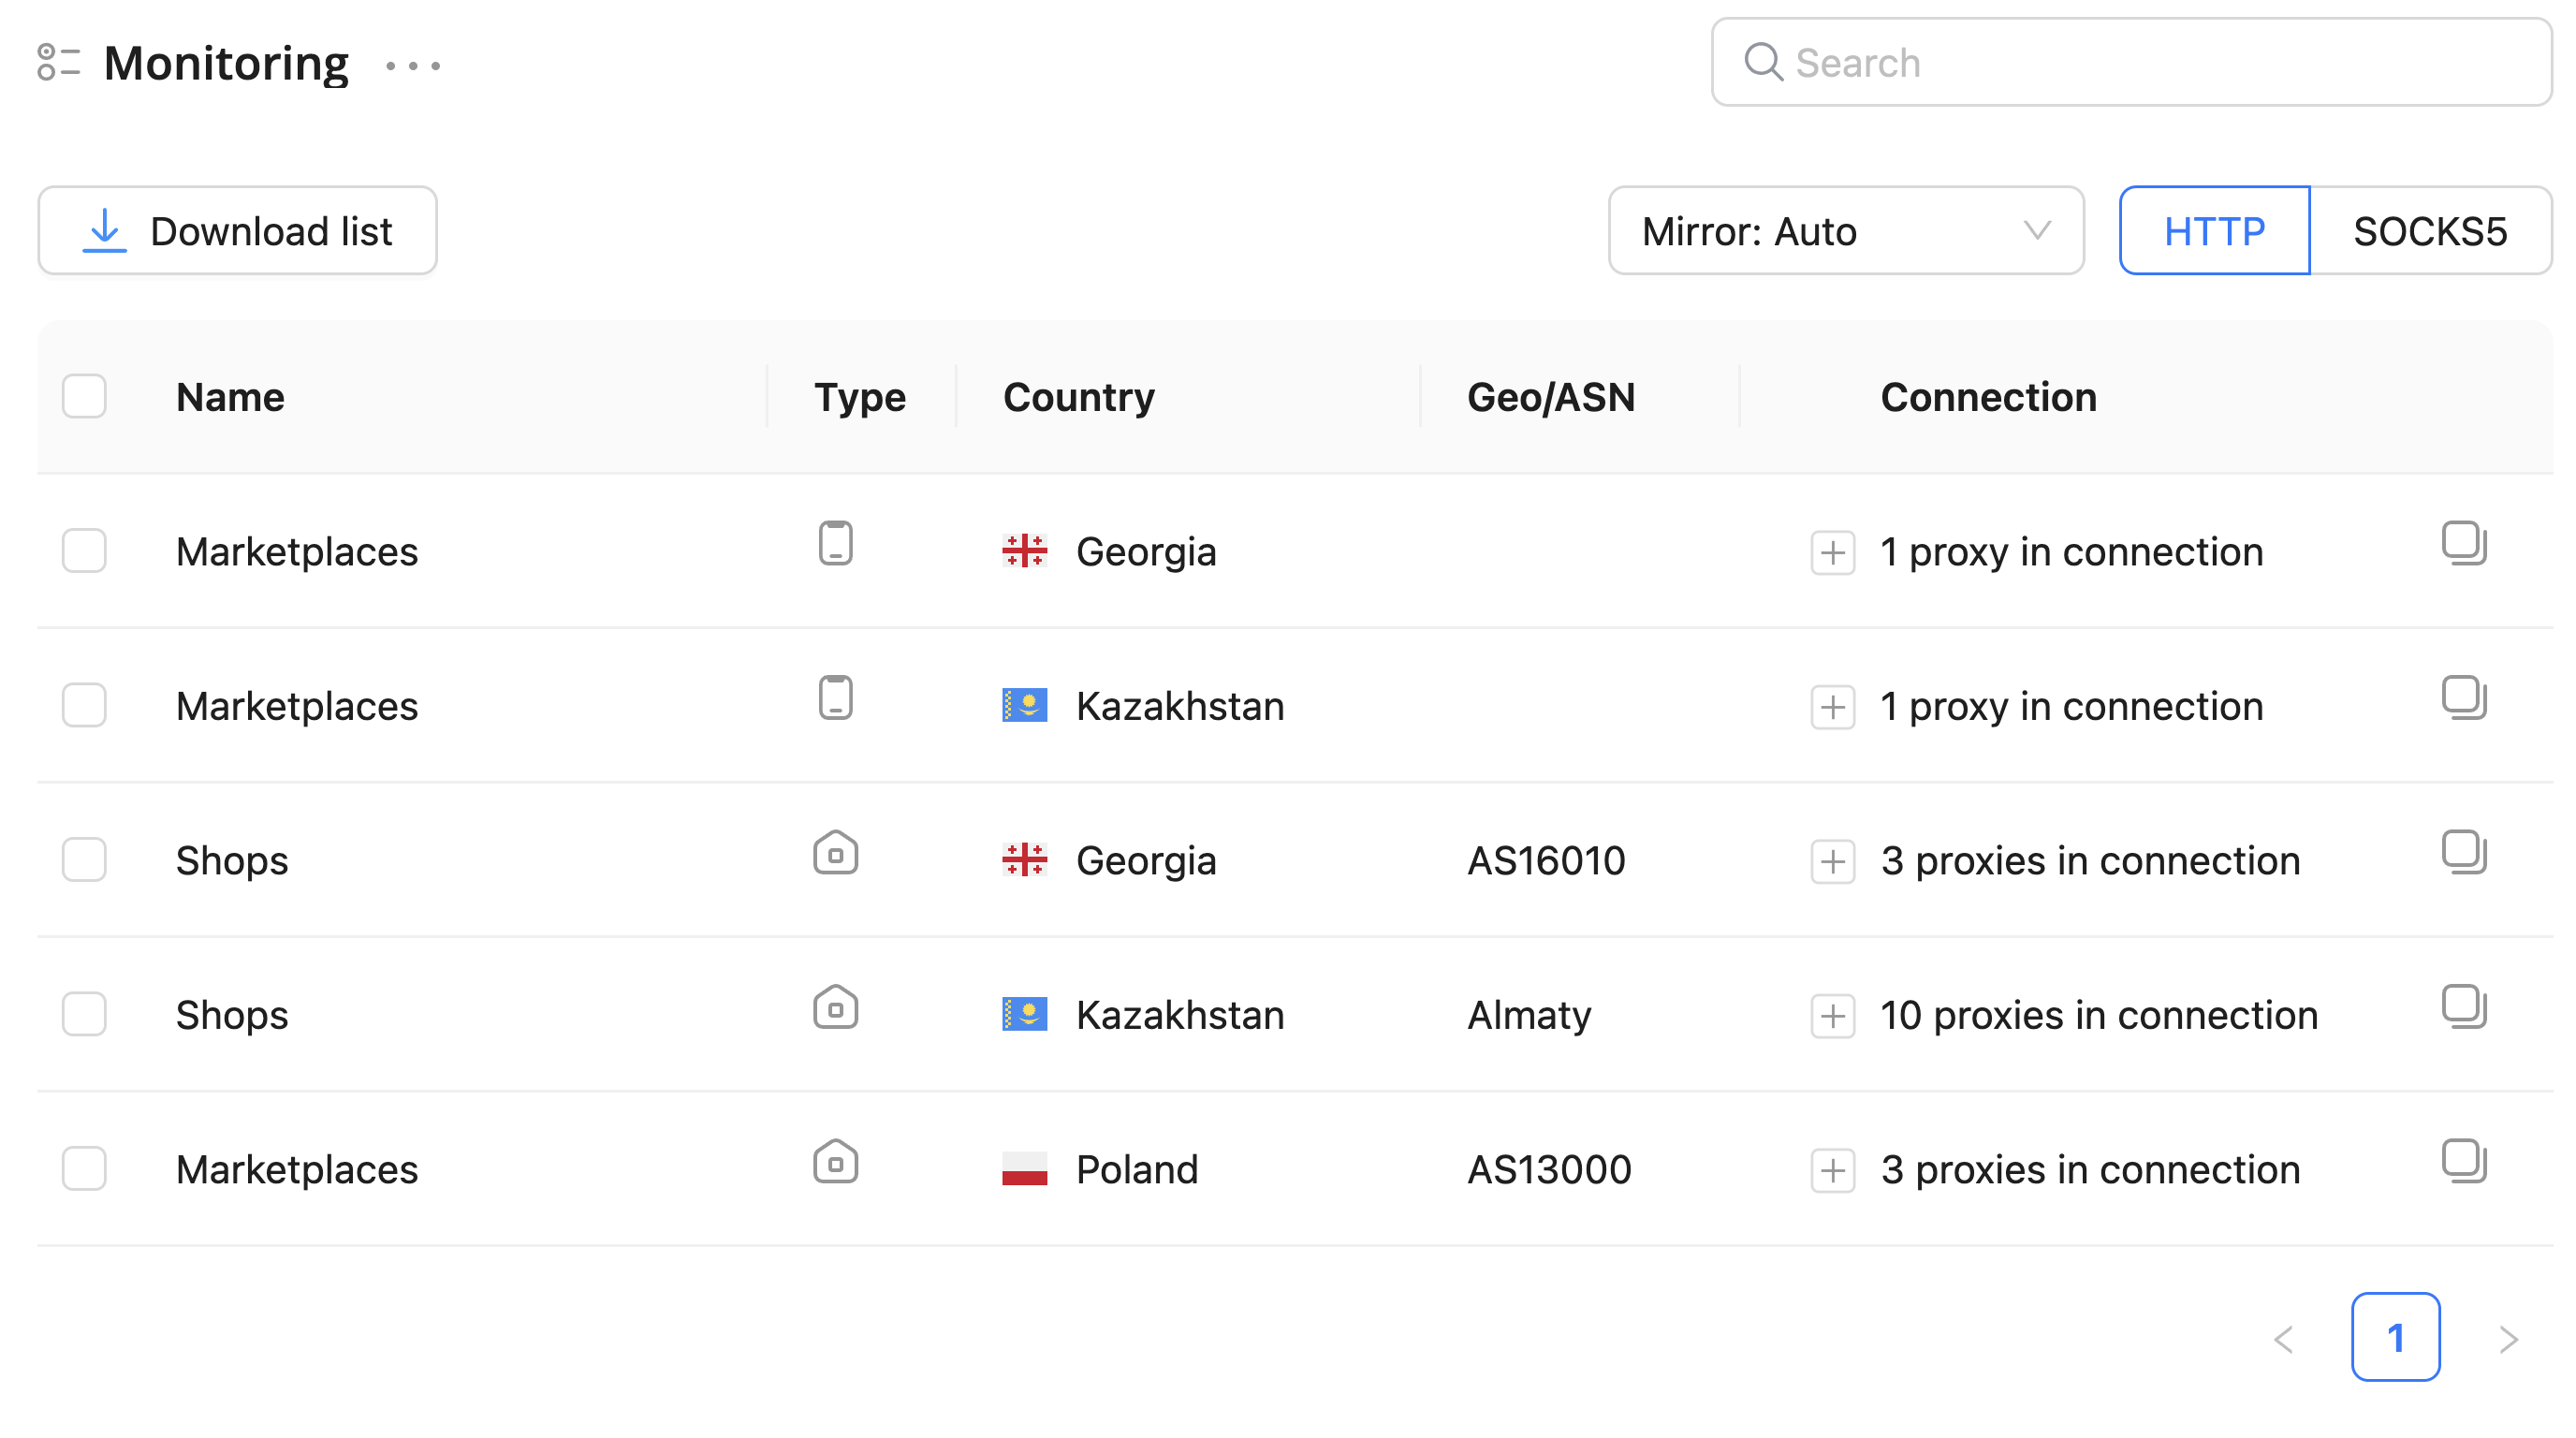 Monitoring
Search
Download list
Mirror: Auto
HTTP
SOCKS5
Name Type Country Geo/ASN Connection
Marketplaces Georgia 1 proxy in connection
Marketplaces Kazakhstan 1 proxy in connection
Shops Georgia AS16010 3 proxies in connection
Shops Kazakhstan Almaty 10 proxies in connection
Marketplaces Poland AS13000 3 proxies in connection
1